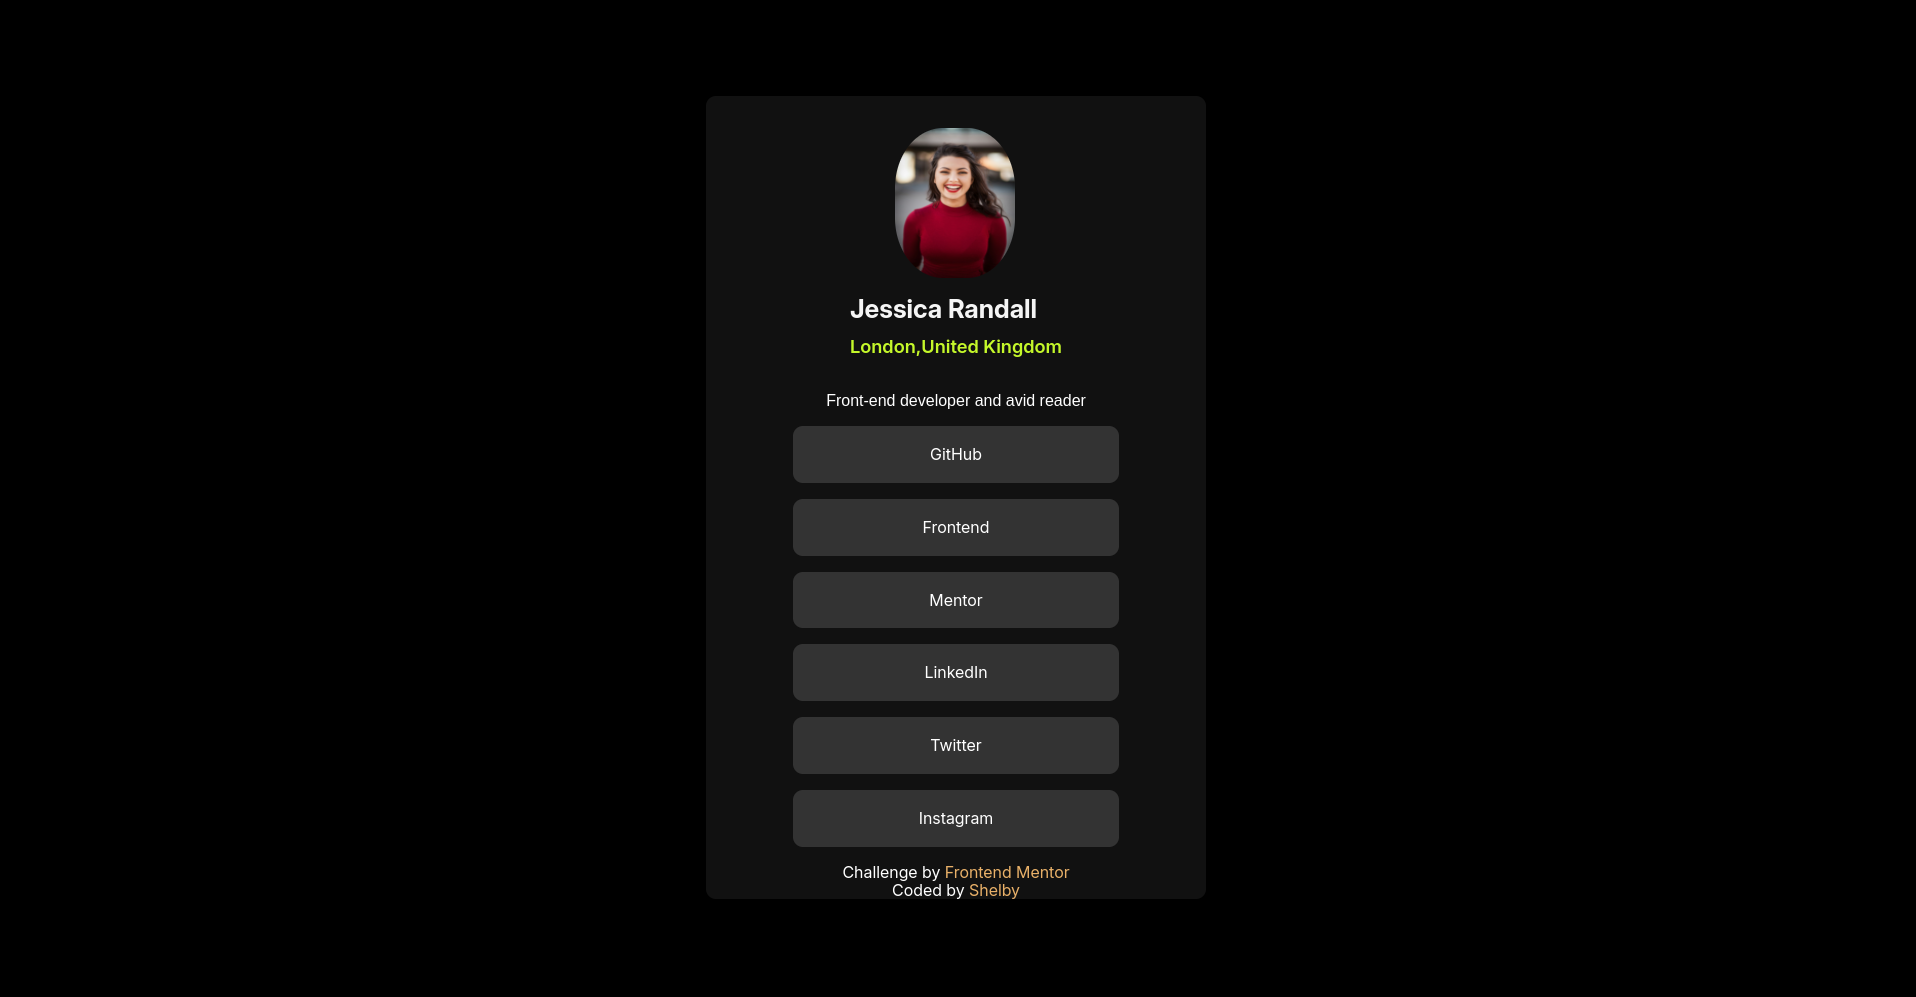 Jessica Randall
London,United Kingdom
Front-end developer and avid reader
GitHub
Frontend
Mentor
LinkedIn
Twitter
Instagram
Challenge by Frontend Mentor
Coded by Shelby